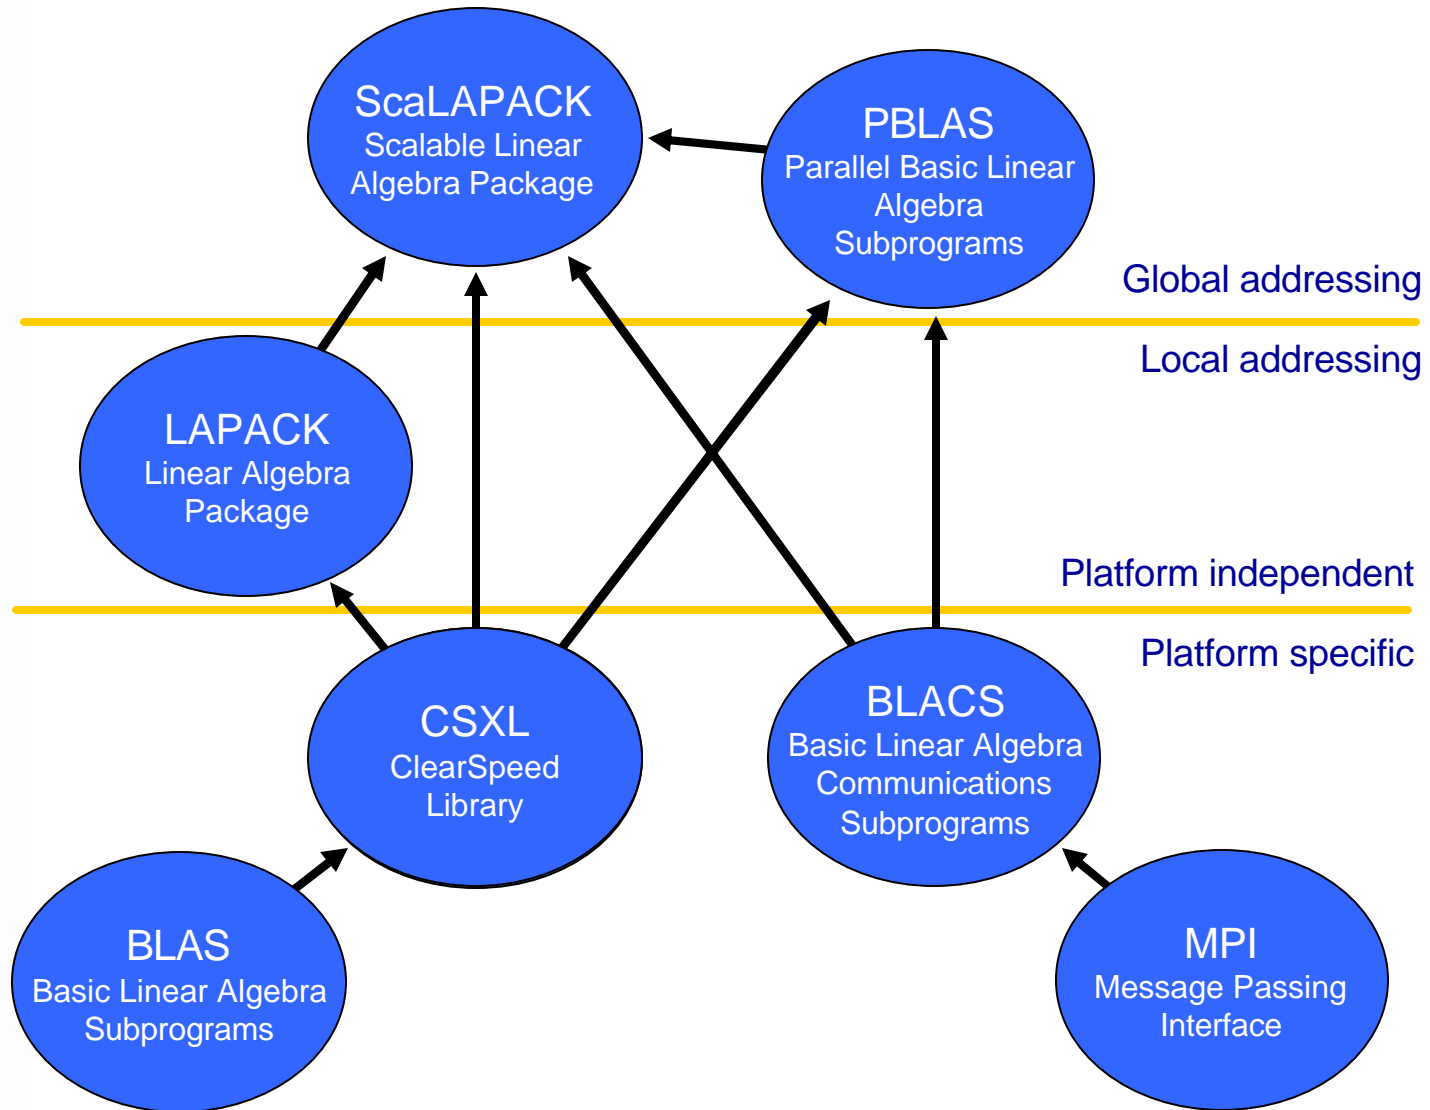 ScaLAPACK
Scalable Linear
Algebra Package
PBLAS
Parallel Basic Linear
Algebra
Subprograms
Global addressing
Local addressing
LAPACK
Linear Algebra
Package
Platform independent
Platform specific
CSXL
ClearSpeed
Library
BLACS
Basic Linear Algebra
Communications
Subprograms
BLAS
Basic Linear Algebra
Subprograms
MPI
Message Passing
Interface